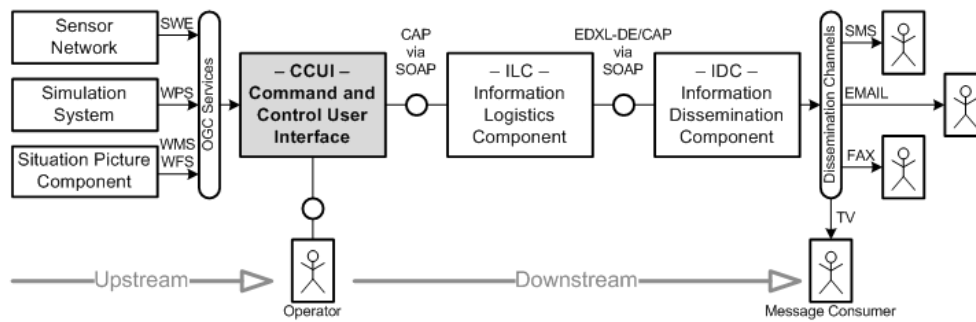 Sensor
Network
SWE
Simulation
System
WPS
Situation Picture
Component
WMS
WFS
OGC Services
– CCUI –
Command and
Control User
Interface
CAP
via
SOAP
– ILC –
Information
Logistics
Component
EDXL-DE/CAP
via
SOAP
– IDC –
Information
Dissemination
Component
Dissemination Channels
SMS
EMAIL
FAX
TV
Upstream
Operator
Downstream
Message Consumer